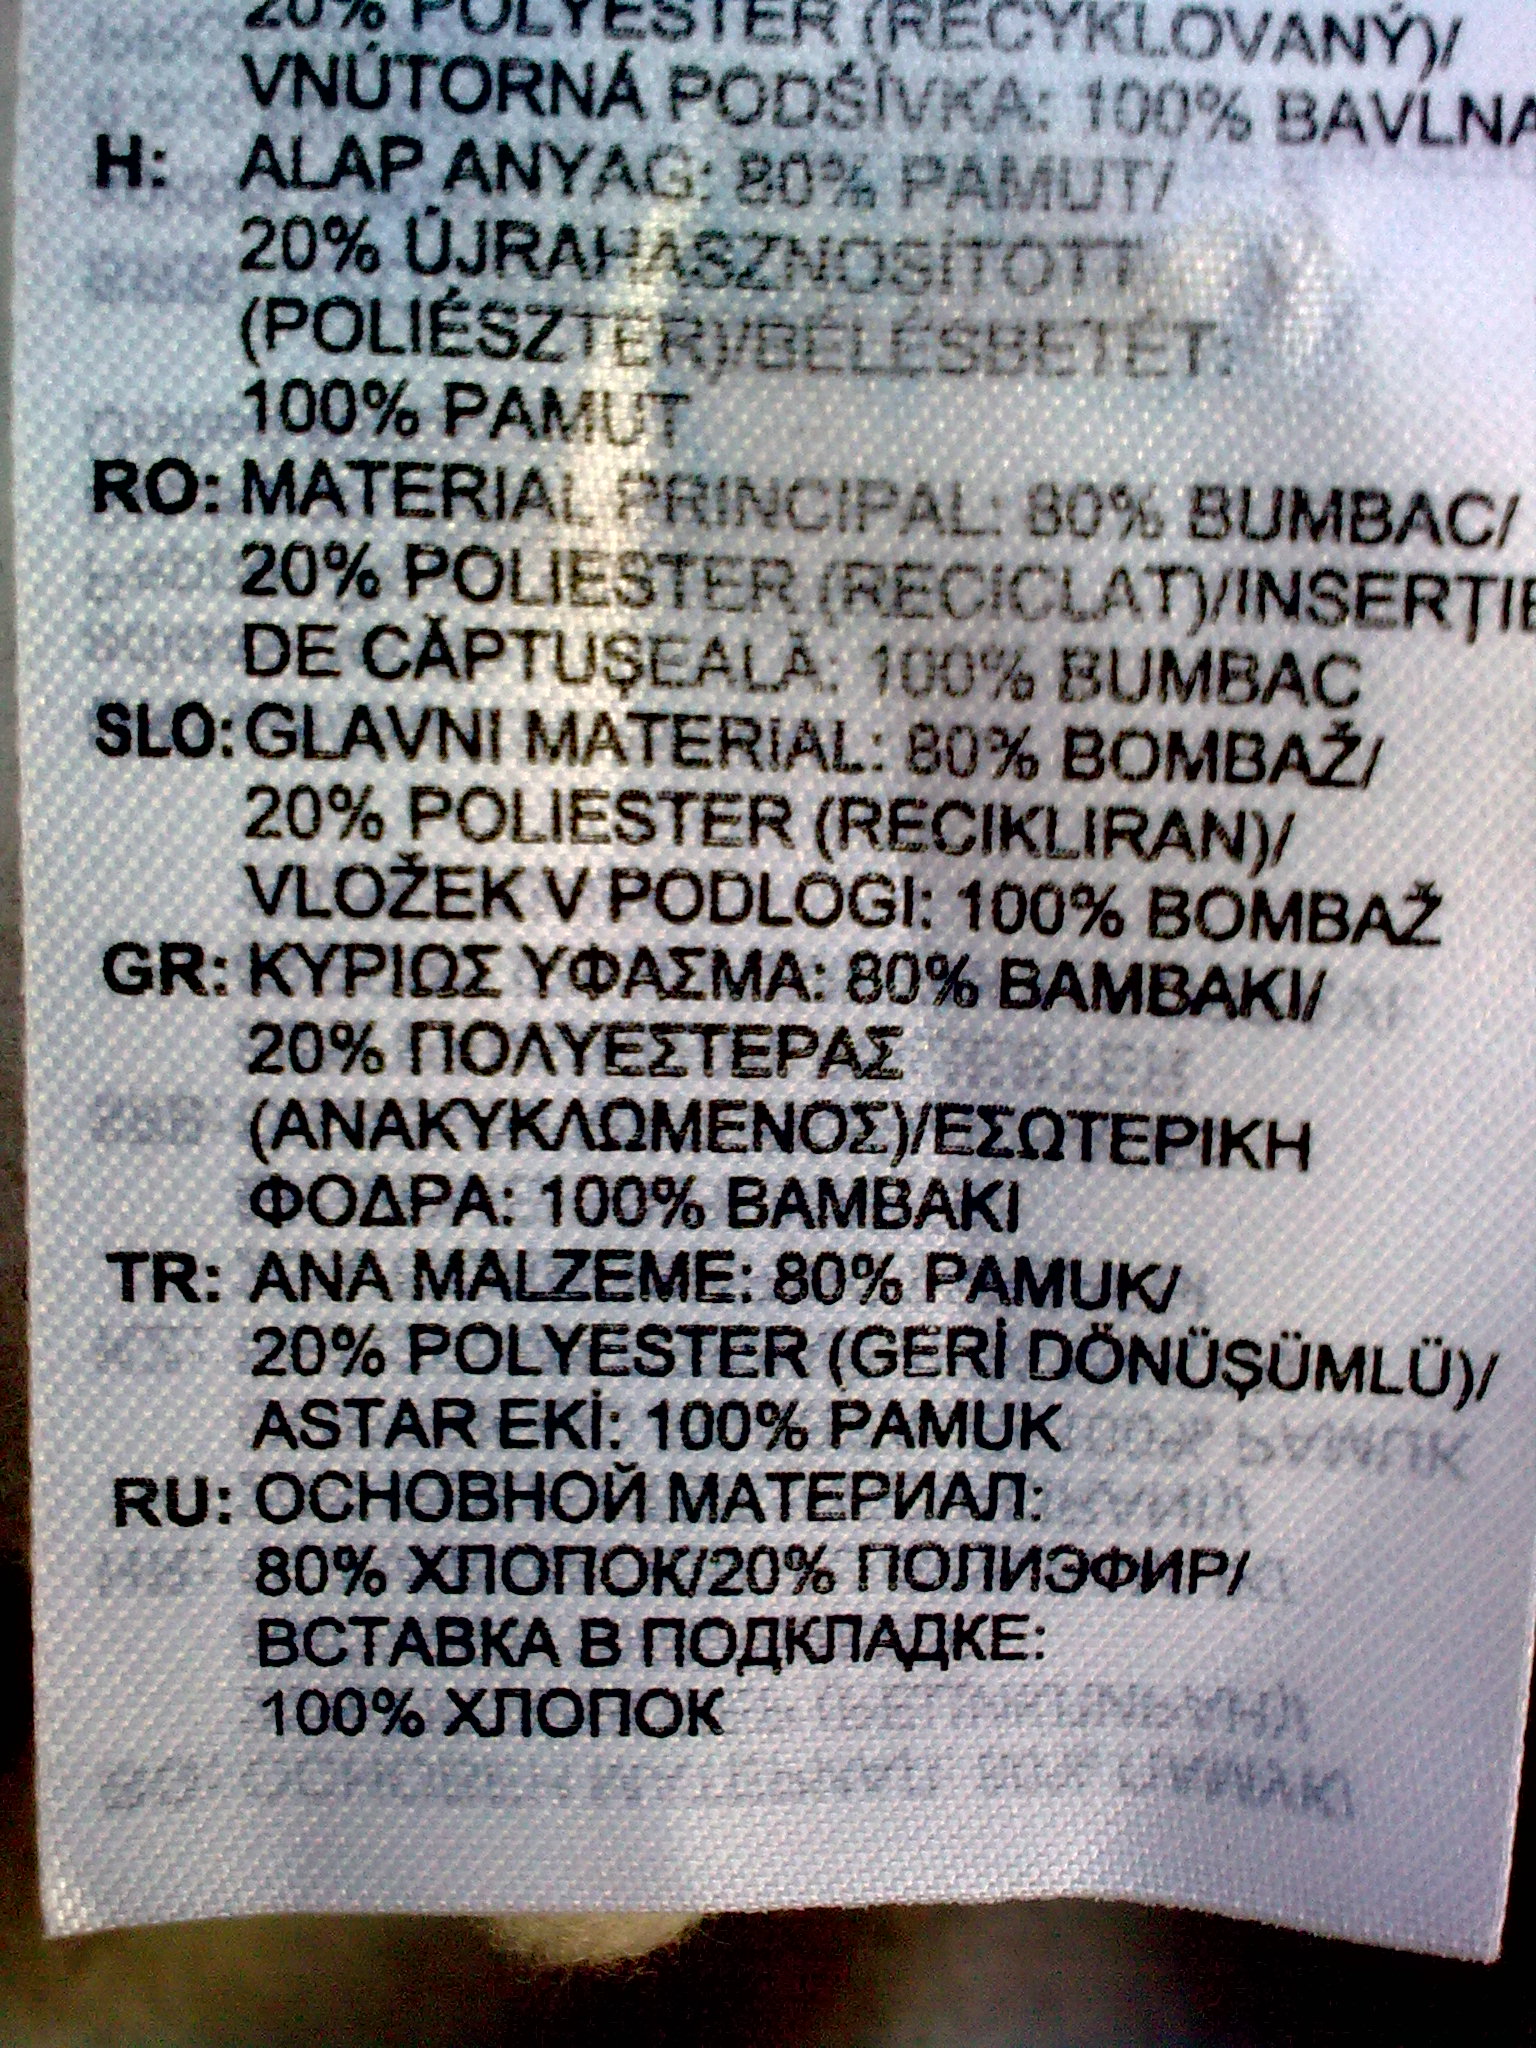 20% POLYESTER (RECYKLOVANÝ)/
VNÚTORNÁ PODŠÍVKA: 100% BAVLNA
H: ALAP ANYAG: 80% PAMUT/
20% ÚJRAHASZNOSÍTOTT
(POLIÉSZTER)/BÉLÉSBETÉT:
100% PAMUT
RO: MATERIAL PRINCIPAL: 80% BUMBAC/
20% POLIESTER (RECICLAT)/INSERŢIE
DE CĂPTUŞEALĂ: 100% BUMBAC
SLO: GLAVNI MATERIAL: 80% BOMBAŽ/
20% POLIESTER (RECIKLIRAN)/
VLOŽEK V PODLOGI: 100% BOMBAŽ
GR: ΚΥΡΙΩΣ ΥΦΑΣΜΑ: 80% ΒΑΜΒΑΚΙ/
20% ΠΟΛΥΕΣΤΕΡΑΣ
(ΑΝΑΚΥΚΛΩΜΕΝΟΣ)/ΕΣΩΤΕΡΙΚΗ
ΦΟΔΡΑ: 100% ΒΑΜΒΑΚΙ
TR: ANA MALZEME: 80% PAMUK/
20% POLYESTER (GERİ DÖNÜŞÜMLÜ)/
ASTAR EKİ: 100% PAMUK
RU: ОСНОВНОЙ МАТЕРИАЛ:
80% ХЛОПОК/20% ПОЛИЭФИР/
ВСТАВКА В ПОДКЛАДКЕ:
100% ХЛОПОК